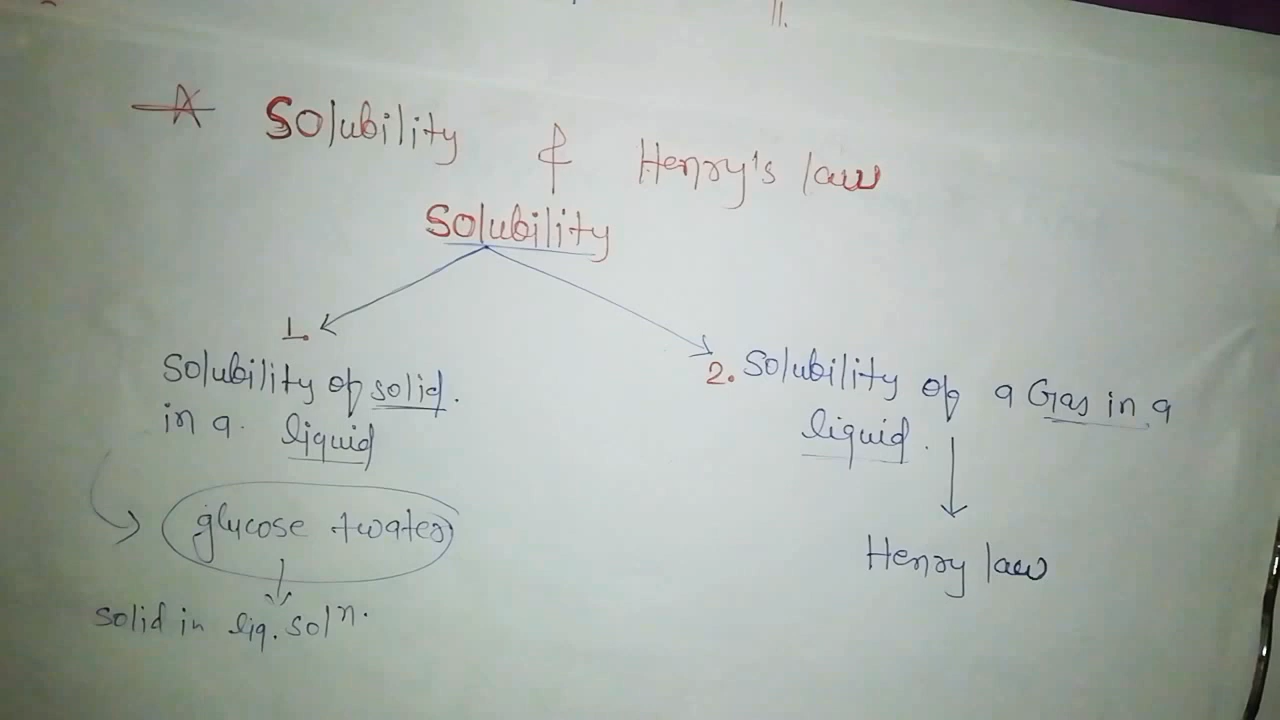 Solubility & Henry's law
Solubility
1.
Solubility of solid.
in a. liquid
glucose + water
solid in liq. solⁿ.
2. Solubility of a Gas in a
liquid.
Henry law